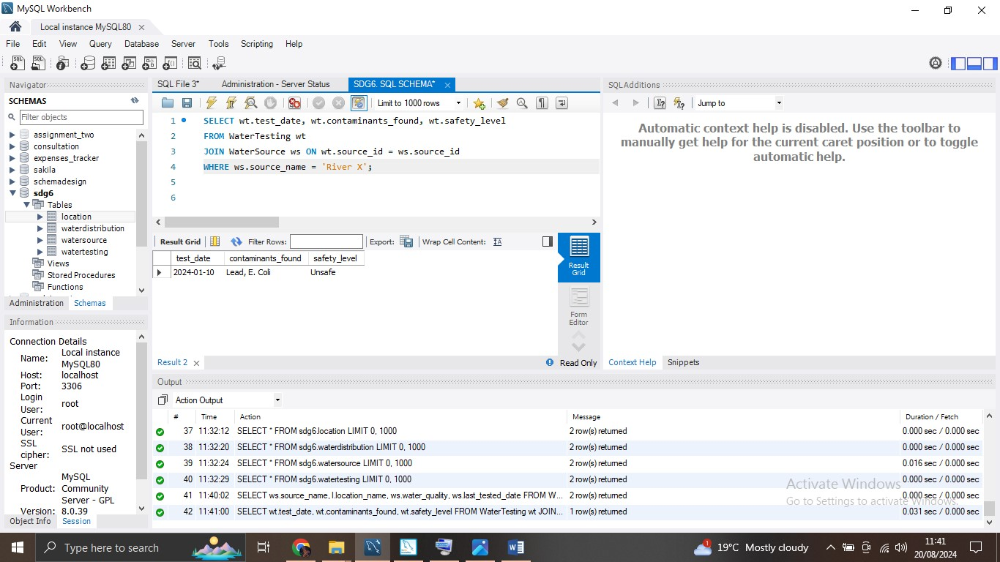 MySQL Workbench
Local instance MySQL80
File Edit View Query Database Server Tools Scripting Help
Navigator
SCHEMAS
Filter objects
assignment_two
consultation
expenses_tracker
sakila
schemadesign
sdg6
Tables
location
waterdistribution
watersource
watertesting
Views
Stored Procedures
Functions
Administration Schemas
Information
Connection Details
Name: Local instance MySQL80
Host: localhost
Port: 3306
Login User: root
Current User: root@localhost
SSL cipher: SSL not used
Server
Product: MySQL Community Server - GPL
Version: 8.0.39
Object Info Session
SQL File 3* Administration - Server Status SDG6. SQL SCHEMA*
Limit to 1000 rows
1 SELECT wt.test_date, wt.contaminants_found, wt.safety_level
2 FROM WaterTesting wt
3 JOIN WaterSource ws ON wt.source_id = ws.source_id
4 WHERE ws.source_name = 'River X';
5
6
Result Grid Filter Rows: Export: Wrap Cell Content:
test_date contaminants_found safety_level
2024-01-10 Lead, E. Coli Unsafe
Result Grid
Form Editor
Result 2 Read Only
SQLAdditions
Jump to
Automatic context help is disabled. Use the toolbar to
manually get help for the current caret position or to toggle
automatic help.
Context Help Snippets
Output
Action Output
# Time Action Message Duration / Fetch
37 11:32:12 SELECT * FROM sdg6.location LIMIT 0, 1000 2 row(s) returned 0.000 sec / 0.000 sec
38 11:32:20 SELECT * FROM sdg6.waterdistribution LIMIT 0, 1000 2 row(s) returned 0.000 sec / 0.000 sec
39 11:32:24 SELECT * FROM sdg6.watersource LIMIT 0, 1000 2 row(s) returned 0.016 sec / 0.000 sec
40 11:32:29 SELECT * FROM sdg6.watertesting LIMIT 0, 1000 2 row(s) returned 0.000 sec / 0.000 sec
41 11:40:02 SELECT ws.source_name, l.location_name, ws.water_quality, ws.last_tested_date FROM W... 2 row(s) returned 0.000 sec / 0.000 sec
42 11:41:00 SELECT wt.test_date, wt.contaminants_found, wt.safety_level FROM WaterTesting wt JOIN... 1 row(s) returned 0.031 sec / 0.000 sec
Activate Windows
Go to Settings to activate Windows.
Type here to search
19°C Mostly cloudy
11:41
20/08/2024